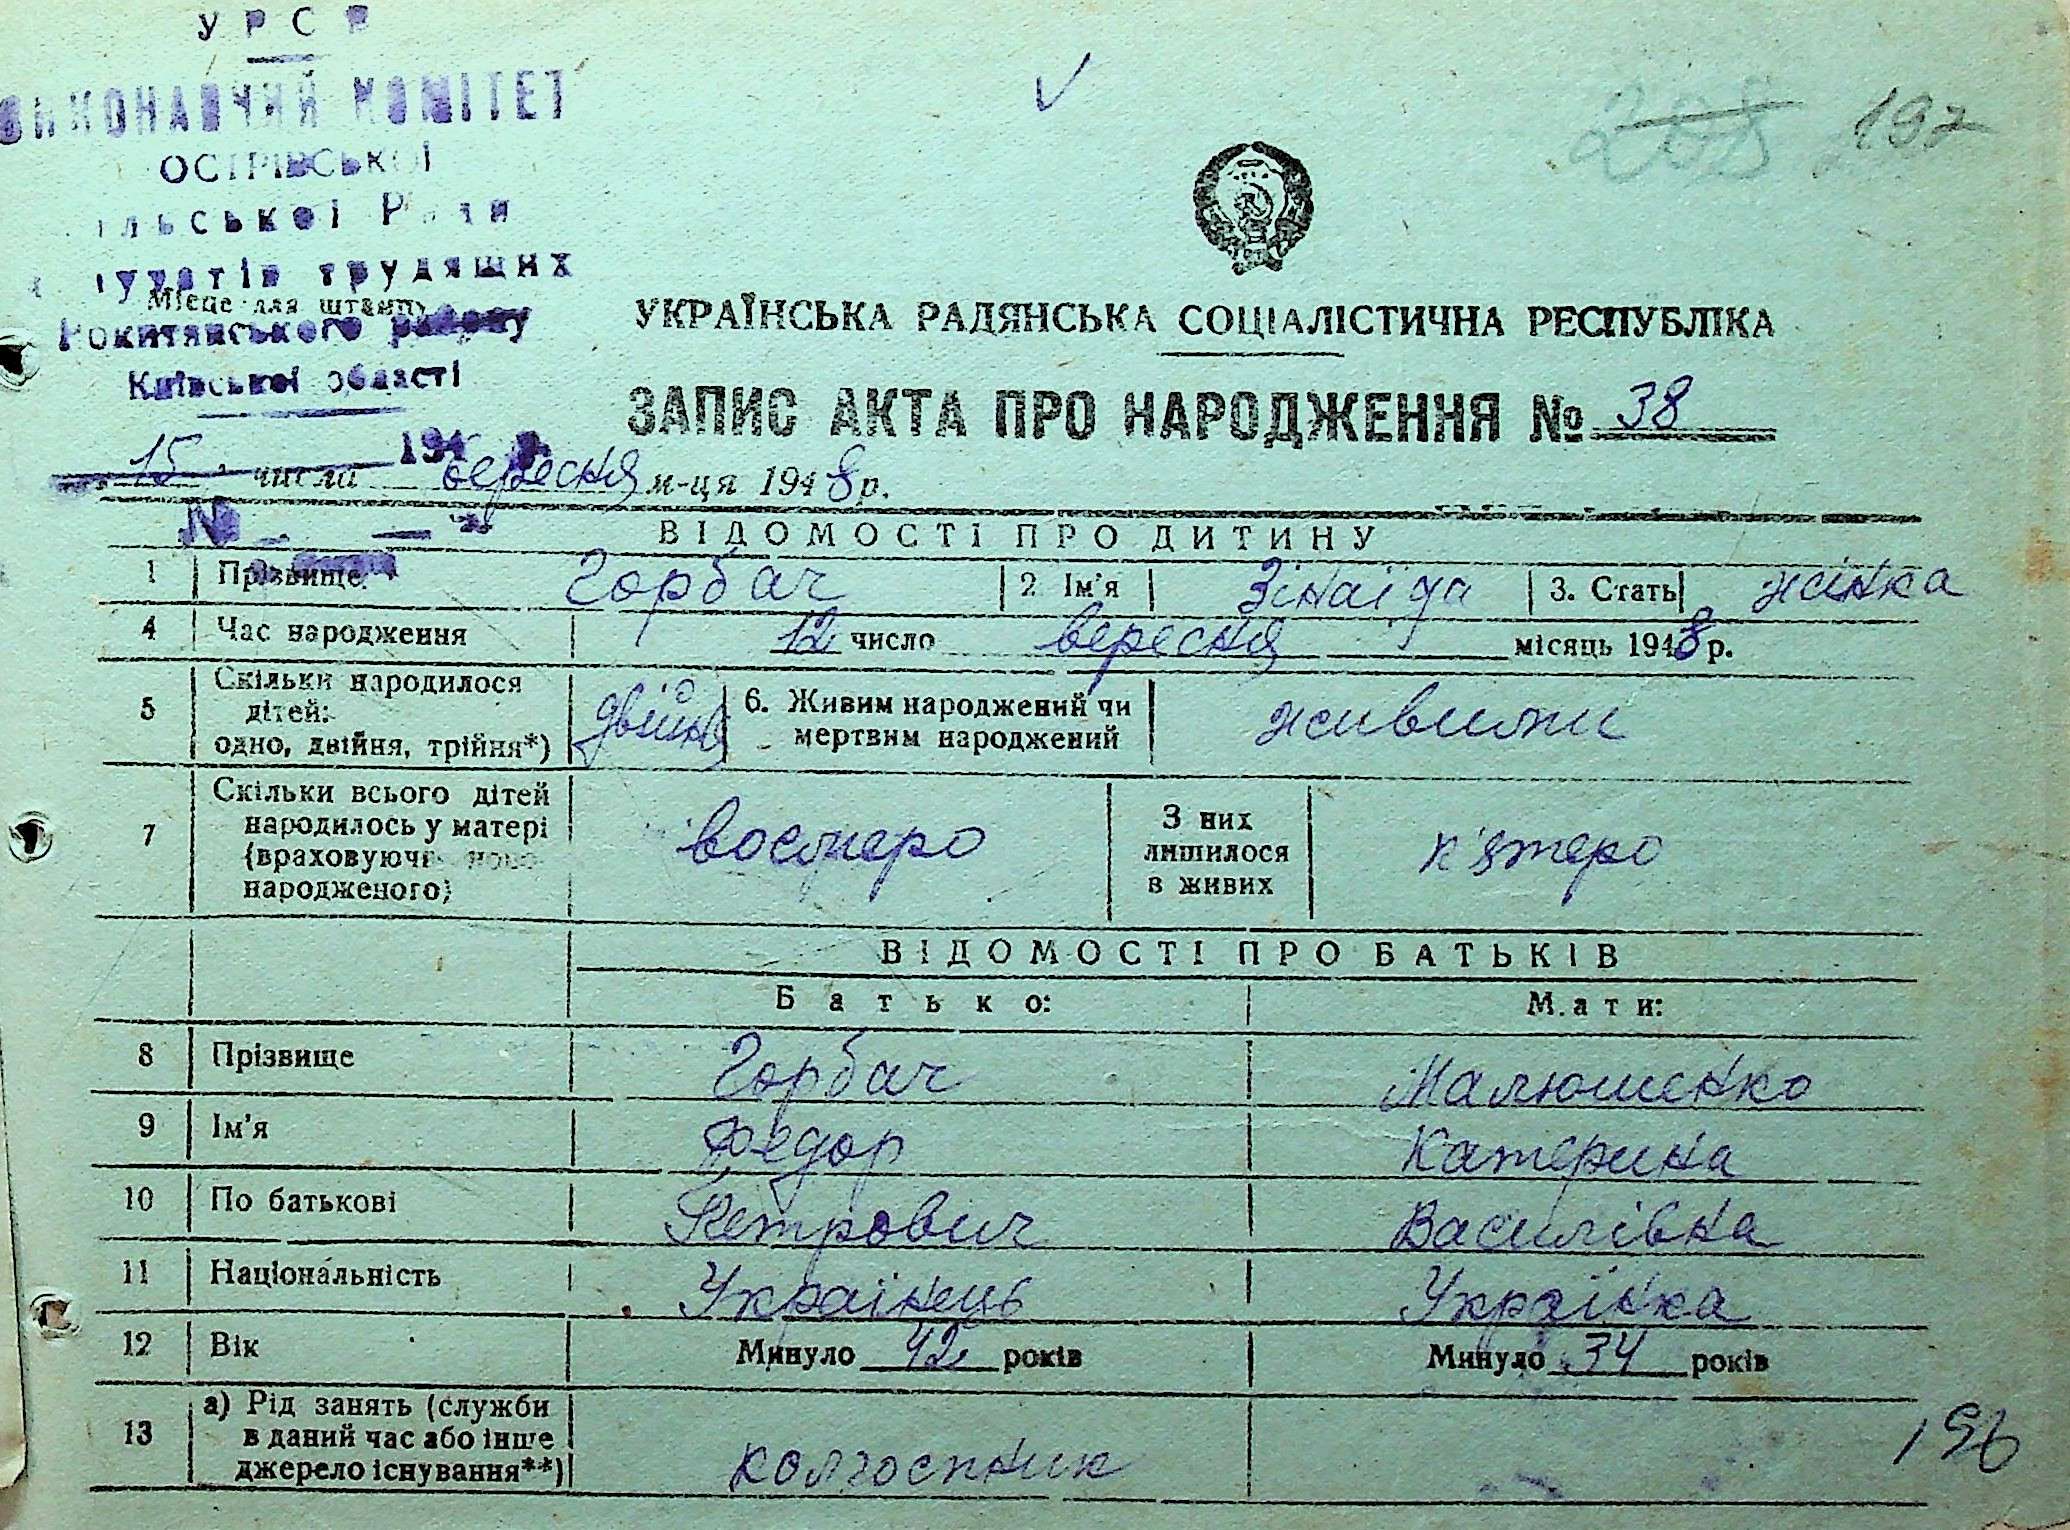 УРСР
ВИКОНАВЧИЙ КОМІТЕТ
ОСТРІВСЬКОЇ
ільської Ради
утатів трудящих
Місце для штампу
Рокитянського району
Київської області
208 197
УКРАЇНСЬКА РАДЯНСЬКА СОЦІАЛІСТИЧНА РЕСПУБЛІКА
ЗАПИС АКТА ПРО НАРОДЖЕННЯ № 38
194
15 числа вересня м-ця 1948 р.
№
ВІДОМОСТІ ПРО ДИТИНУ
1 Прізвище Горбач 2 Ім'я Зінаїда 3. Стать жінка
4 Час народження 12 число вересня місяць 1948 р.
5 Скільки народилося дітей: одно, двійня, трійня*) двійня 6. Живим народжений чи мертвим народжений живими
7 Скільки всього дітей народилось у матері (враховуючи ново-народженого) восмеро З них лишилося в живих п'ятеро
ВІДОМОСТІ ПРО БАТЬКІВ
Батько: Мати:
8 Прізвище Горбач Малюшенко
9 Ім'я Федор Катерина
10 По батькові Петрович Василівна
11 Національність Українець Українка
12 Вік Минуло 42 років Минуло 34 років
13 а) Рід занять (служби в даний час або інше джерело існування**) колгоспник
196